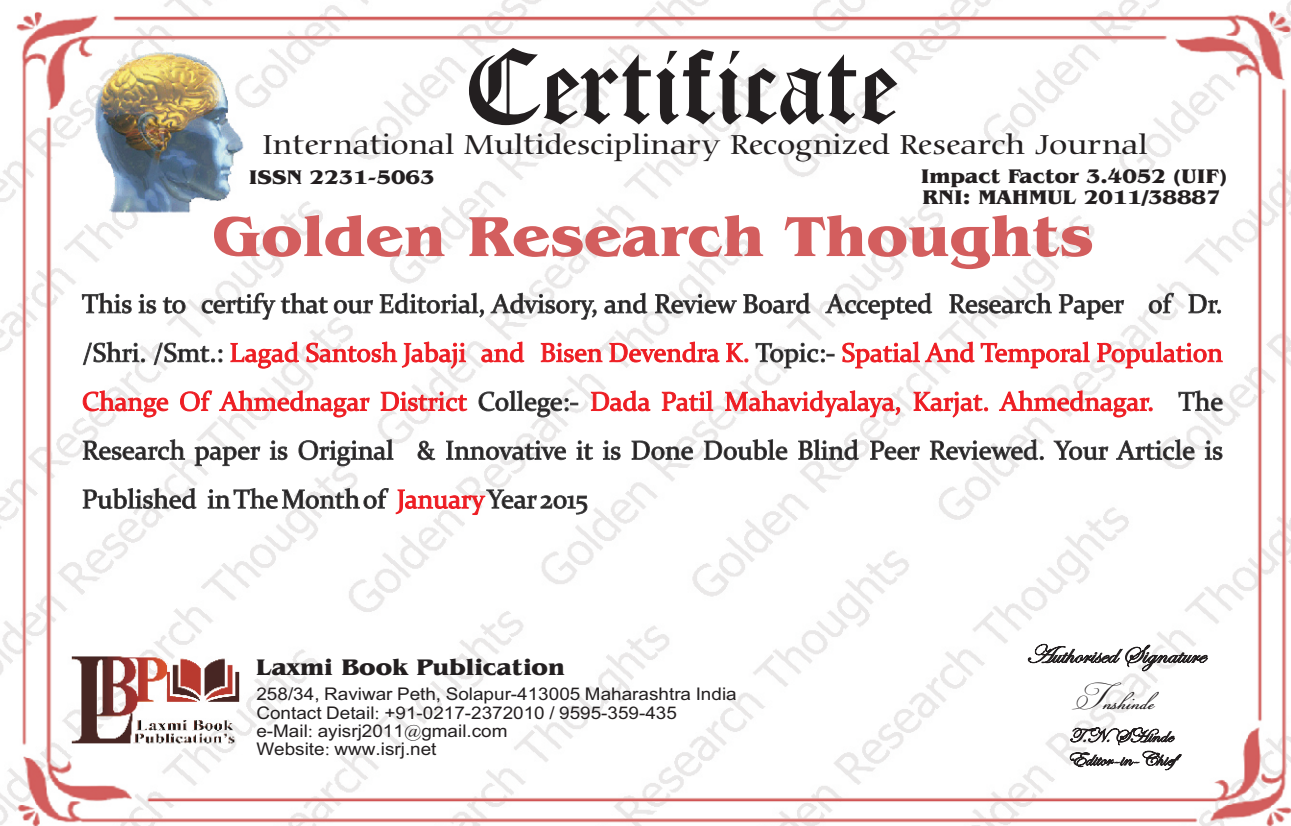 Certificate
International Multidesciplinary Recognized Research Journal
ISSN 2231-5063
Impact Factor 3.4052 (UIF)
RNI: MAHMUL 2011/38887
Golden Research Thoughts
This is to certify that our Editorial, Advisory, and Review Board Accepted Research Paper of Dr.
/Shri. /Smt.: Lagad Santosh Jabaji and Bisen Devendra K. Topic:- Spatial And Temporal Population
Change Of Ahmednagar District College:- Dada Patil Mahavidyalaya, Karjat. Ahmednagar. The
Research paper is Original & Innovative it is Done Double Blind Peer Reviewed. Your Article is
Published in The Month of January Year 2015
LBP
Laxmi Book
Publication's
Laxmi Book Publication
258/34, Raviwar Peth, Solapur-413005 Maharashtra India
Contact Detail: +91-0217-2372010 / 9595-359-435
e-Mail: ayisrj2011@gmail.com
Website: www.isrj.net
Authorised Signature
Tnshinde
T.N. SHinde
Editor-in-Chief